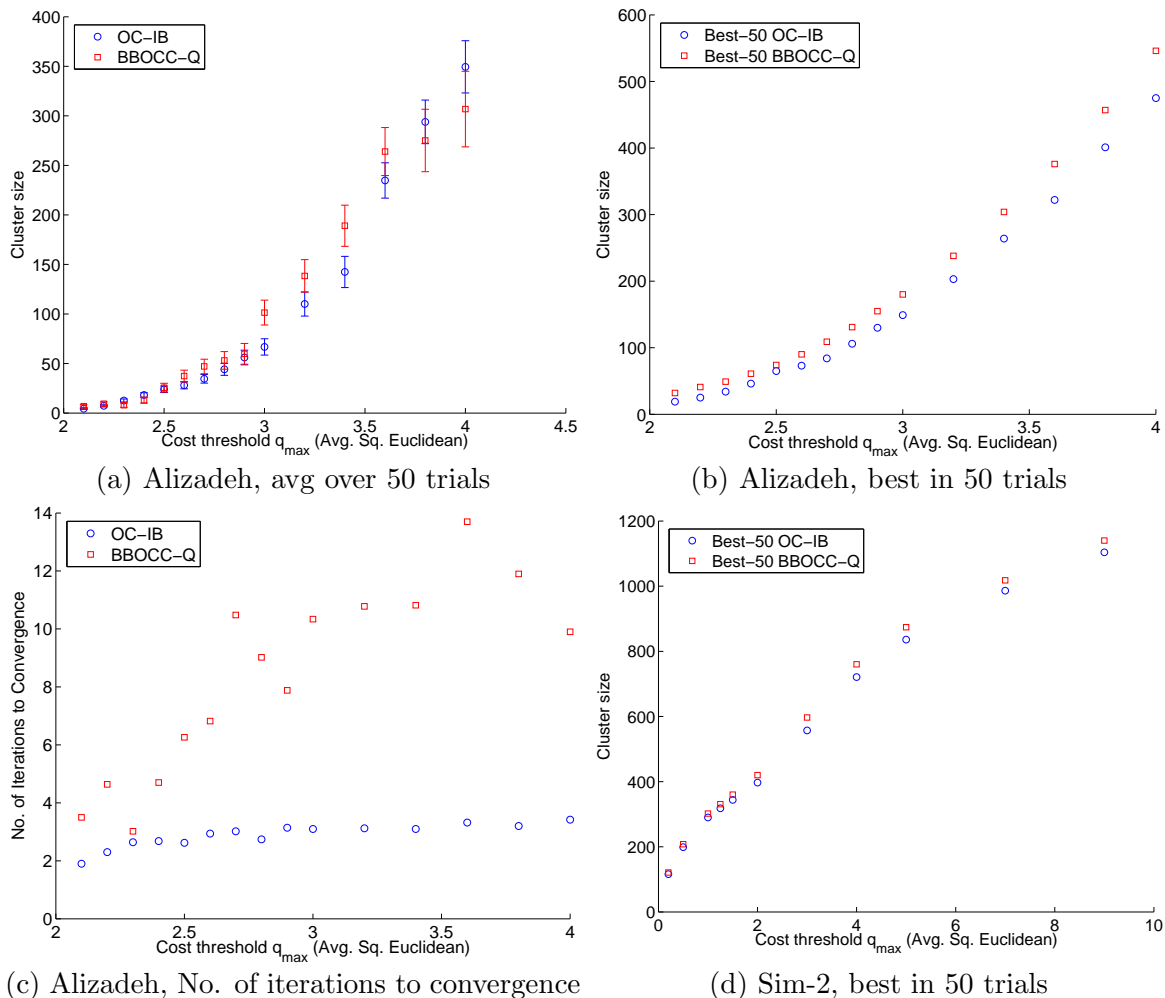 400
350
300
250
200
150
100
50
0
Cluster size
OC-IB
BBOCC-Q
2 2.5 3 3.5 4 4.5
Cost threshold q_max (Avg. Sq. Euclidean)
(a) Alizadeh, avg over 50 trials
600
500
400
300
200
100
0
Cluster size
Best-50 OC-IB
Best-50 BBOCC-Q
2 2.5 3 3.5 4
Cost threshold q_max (Avg. Sq. Euclidean)
(b) Alizadeh, best in 50 trials
14
12
10
8
6
4
2
0
No. of Iterations to Convergence
OC-IB
BBOCC-Q
2 2.5 3 3.5 4
Cost threshold q_max (Avg. Sq. Euclidean)
(c) Alizadeh, No. of iterations to convergence
1200
1000
800
600
400
200
0
Cluster size
Best-50 OC-IB
Best-50 BBOCC-Q
0 2 4 6 8 10
Cost threshold q_max (Avg. Sq. Euclidean)
(d) Sim-2, best in 50 trials